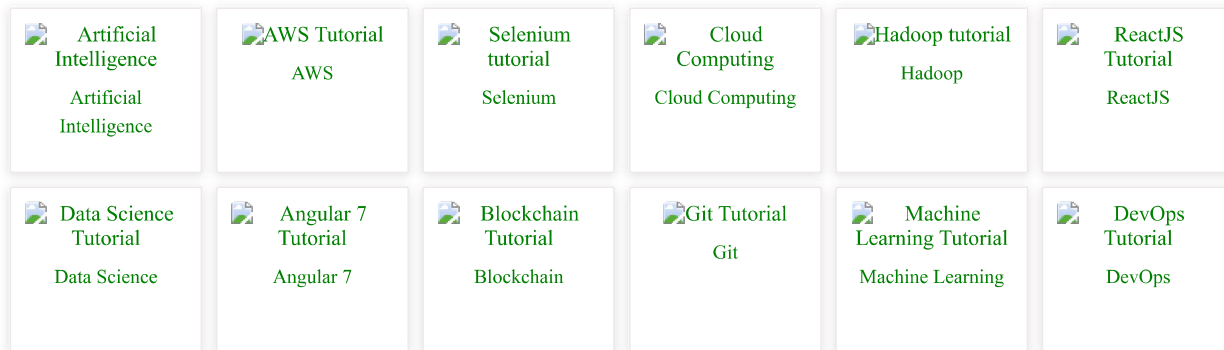 Artificial
Intelligence
Artificial
Intelligence
AWS Tutorial
AWS
Selenium
tutorial
Selenium
Cloud
Computing
Cloud Computing
Hadoop tutorial
Hadoop
ReactJS
Tutorial
ReactJS
Data Science
Tutorial
Data Science
Angular 7
Tutorial
Angular 7
Blockchain
Tutorial
Blockchain
Git Tutorial
Git
Machine
Learning Tutorial
Machine Learning
DevOps
Tutorial
DevOps